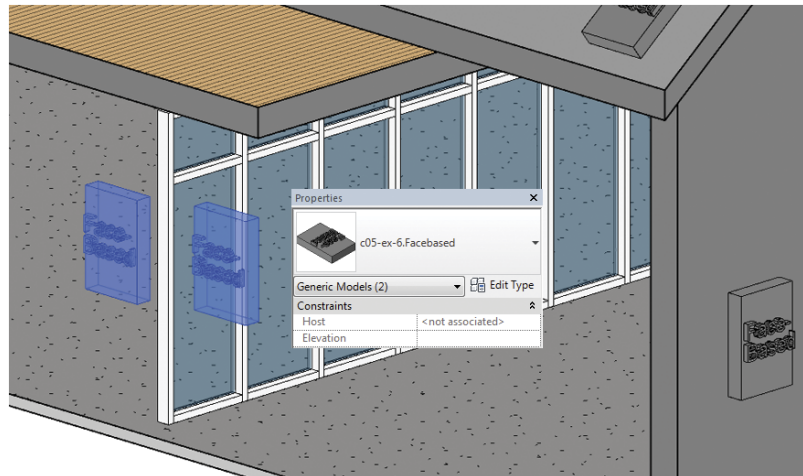 Face-
Based
Face-
Based
Properties
c05-ex-6.Facebased
Generic Models (2)
Edit Type
Constraints
Host <not associated>
Elevation
Face-
Based